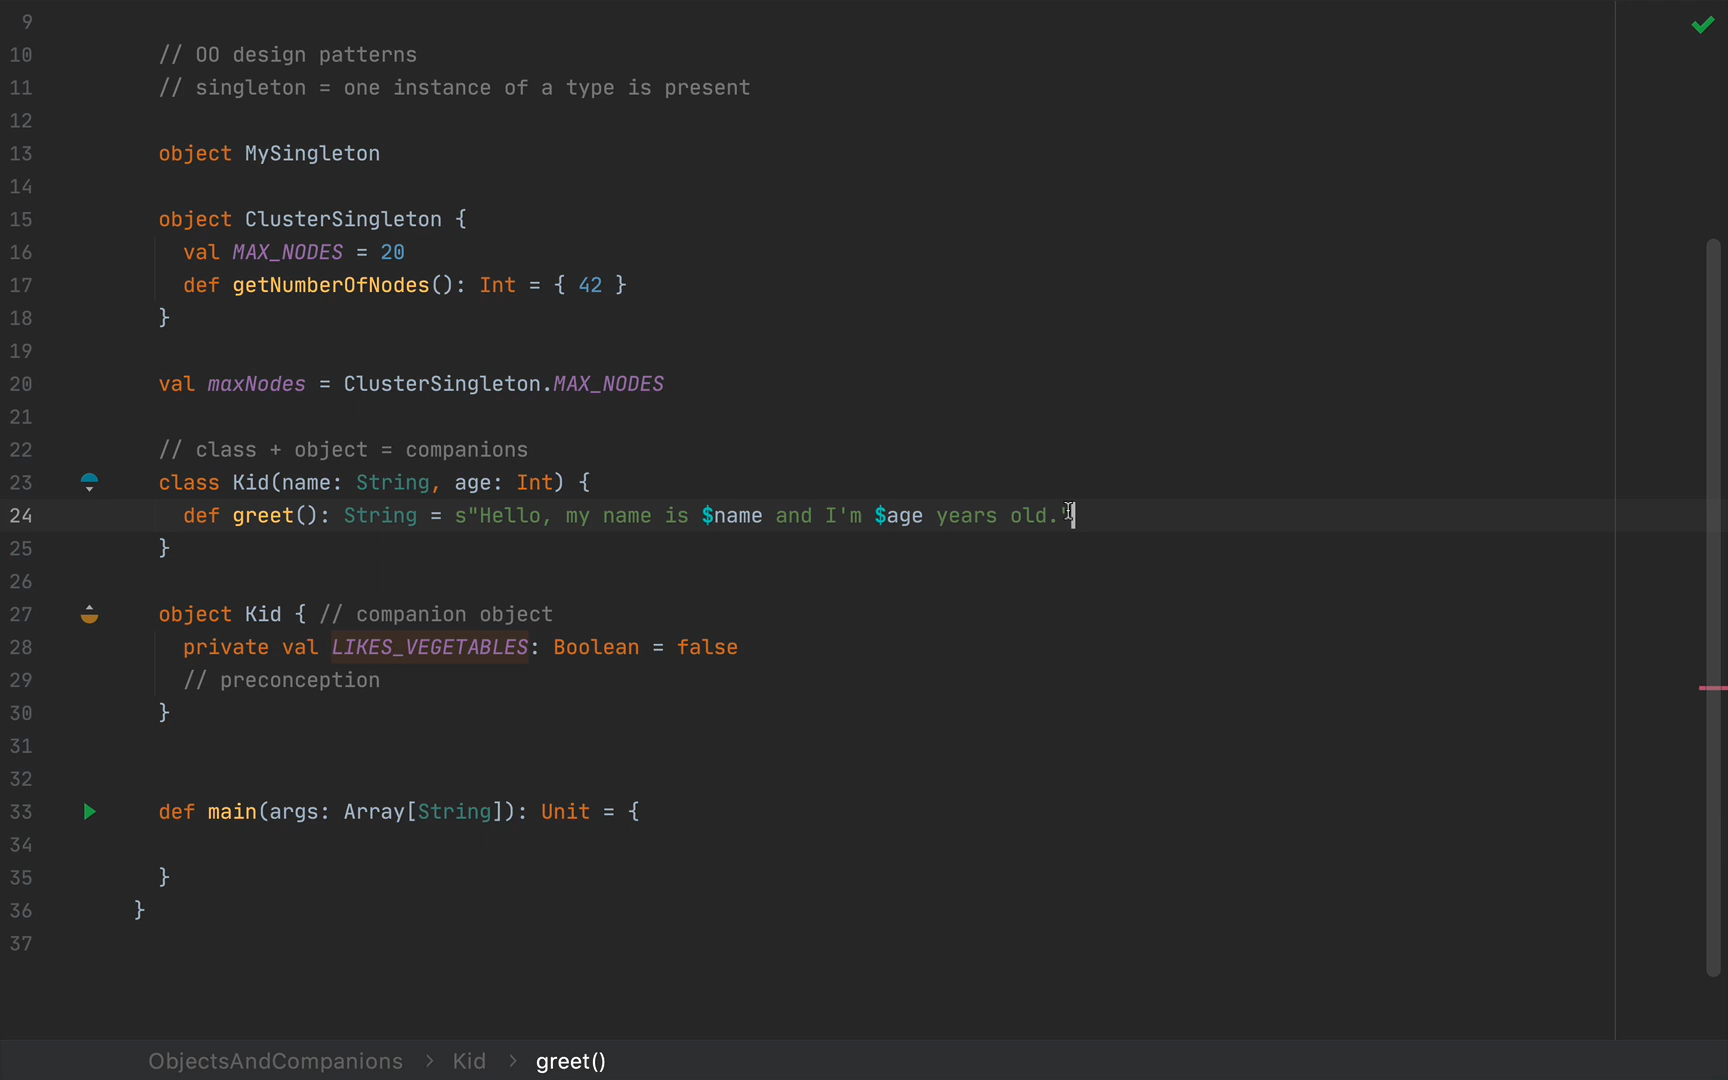 9
10 // OO design patterns
11 // singleton = one instance of a type is present
12
13 object MySingleton
14
15 object ClusterSingleton {
16 val MAX_NODES = 20
17 def getNumberOfNodes(): Int = { 42 }
18 }
19
20 val maxNodes = ClusterSingleton.MAX_NODES
21
22 // class + object = companions
23 class Kid(name: String, age: Int) {
24 def greet(): String = s"Hello, my name is $name and I'm $age years old."
25 }
26
27 object Kid { // companion object
28 private val LIKES_VEGETABLES: Boolean = false
29 // preconception
30 }
31
32
33 def main(args: Array[String]): Unit = {
34
35 }
36 }
37
ObjectsAndCompanions > Kid > greet()